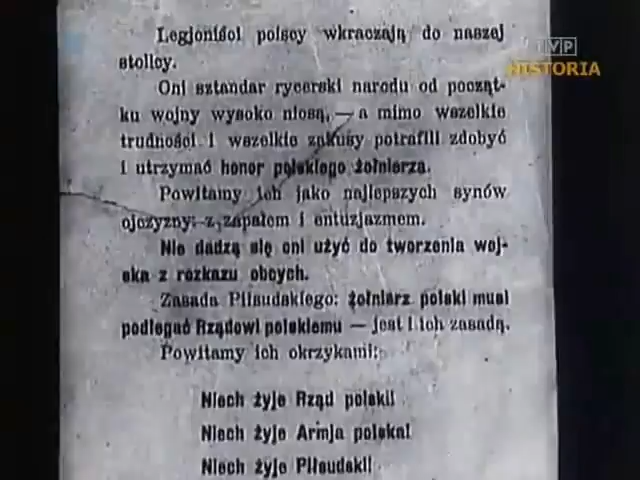 TVP
HISTORIA
Legjoniści polscy wkraczają do naszej
stolicy.
Oni sztandar rycerski narodu od począt-
ku wojny wysoko niosą, — a mimo wszelkie
trudności i wszelkie zakusy potrafili zdobyć
i utrzymać honor polskiego żołnierza.
Powitamy ich jako najlepszych synów
ojczyzny z zapałem i entuzjazmem.
Nie dadzą się oni użyć do tworzenia woj-
ska z rozkazu obcych.
Zasada Piłsudskiego: żołnierz polski musi
podlegać Rządowi polskiemu — jest i ich zasadą.
Powitamy ich okrzykami:
Niech żyje Rząd polski!
Niech żyje Armja polska!
Niech żyje Piłsudski!